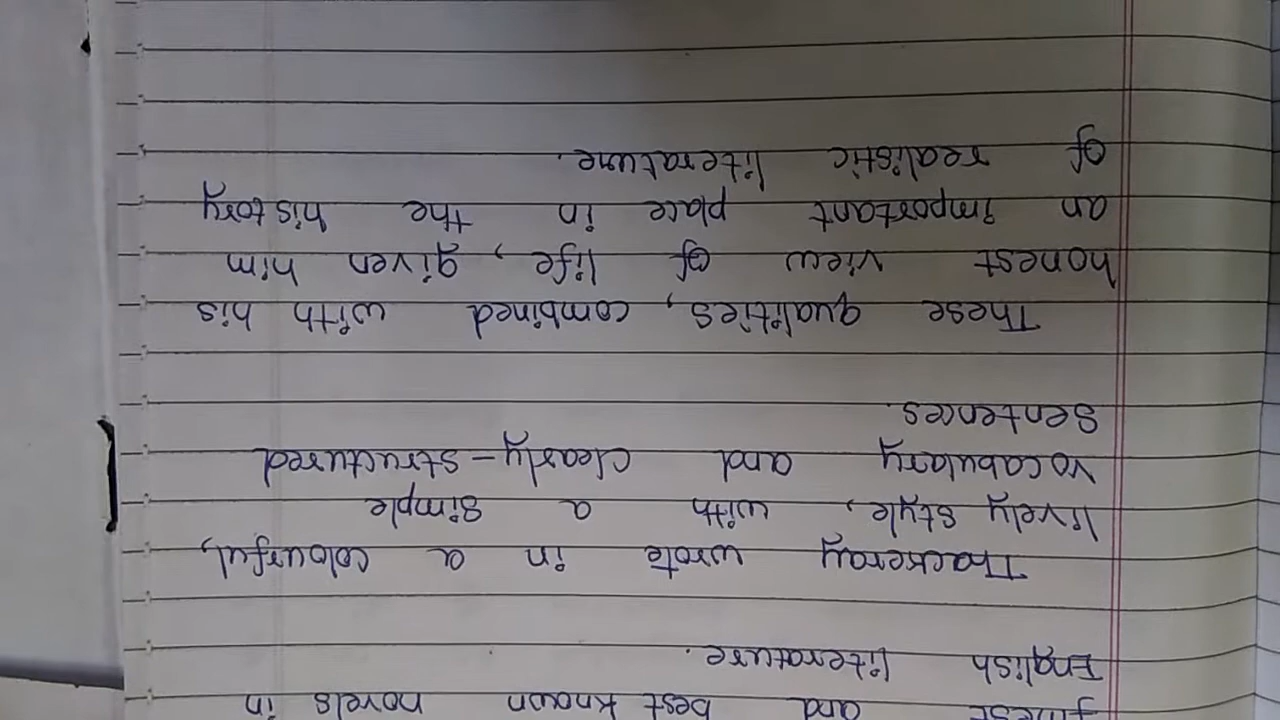 finest and best known novels in
English literature.
Thackeray wrote in a colourful,
lively style, with a simple
vocabulary and clearly-structured
sentences.
These qualities, combined with his
honest view of life, given him
an important place in the history
of realistic literature.